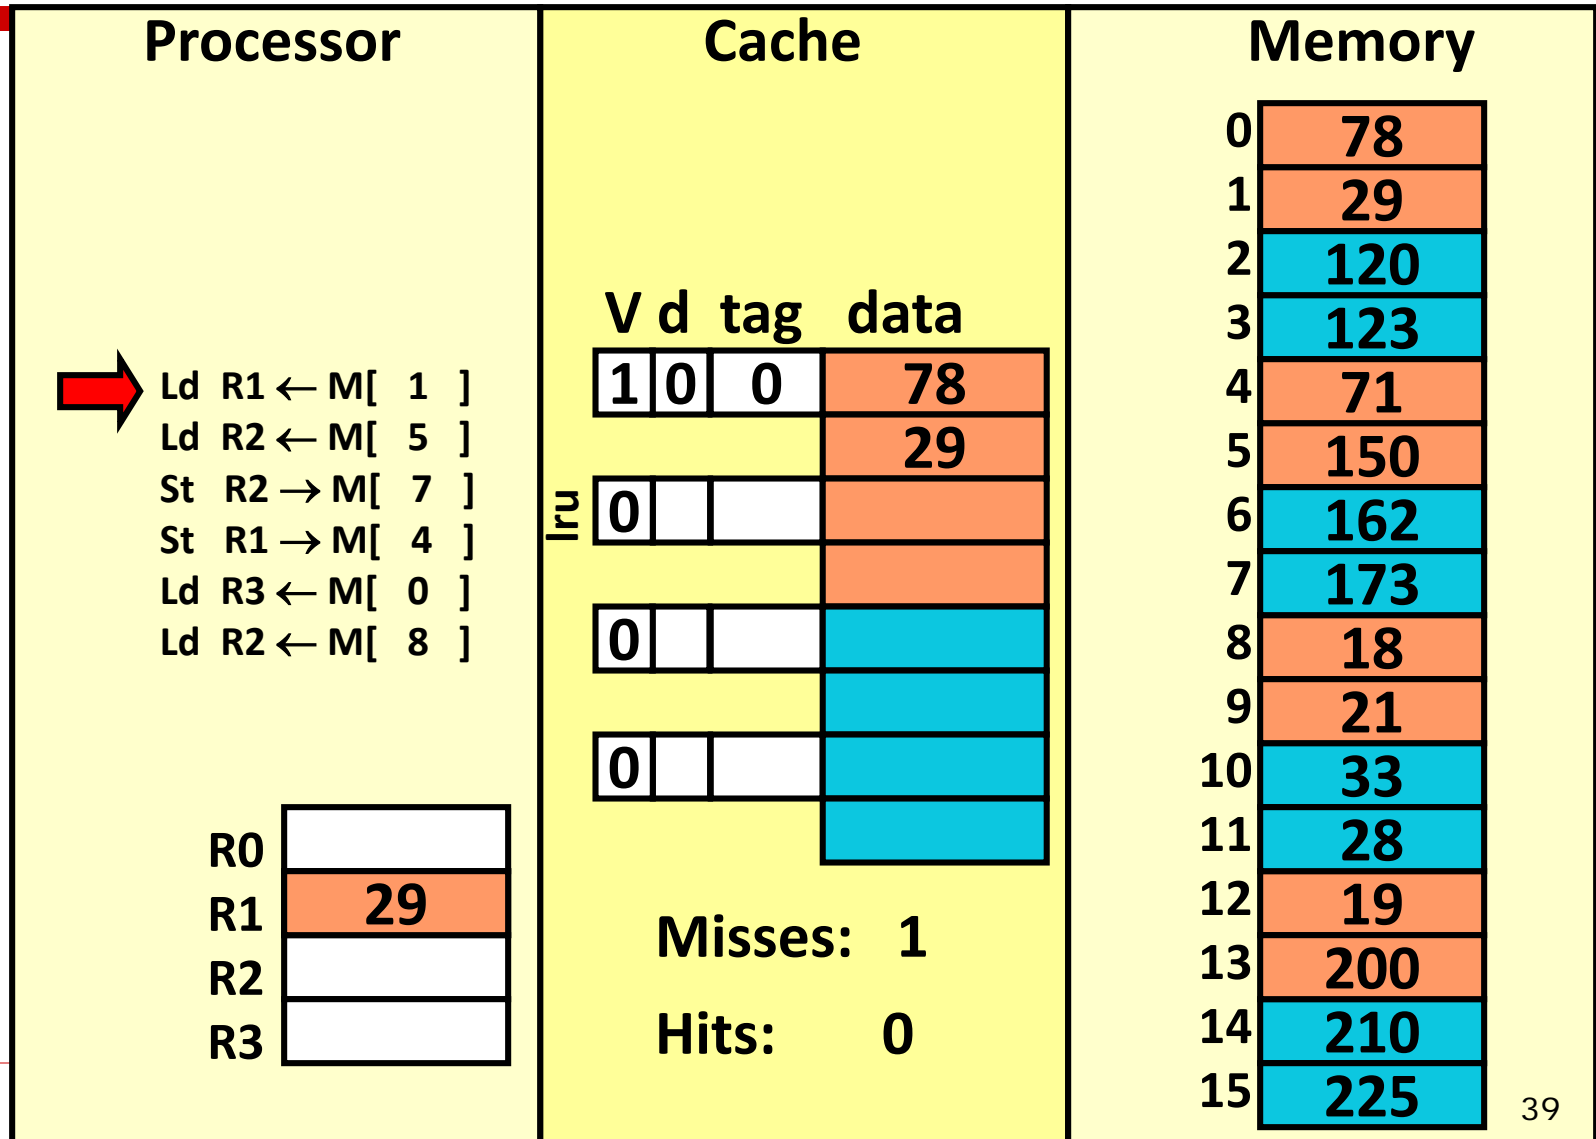 Processor
Ld R1 ← M[ 1 ]
Ld R2 ← M[ 5 ]
St R2 → M[ 7 ]
St R1 → M[ 4 ]
Ld R3 ← M[ 0 ]
Ld R2 ← M[ 8 ]
R0
R1 29
R2
R3
Cache
V d tag data
1 0 0 78
29
lru
0
0
0
Misses: 1
Hits: 0
Memory
0 78
1 29
2 120
3 123
4 71
5 150
6 162
7 173
8 18
9 21
10 33
11 28
12 19
13 200
14 210
15 225
39